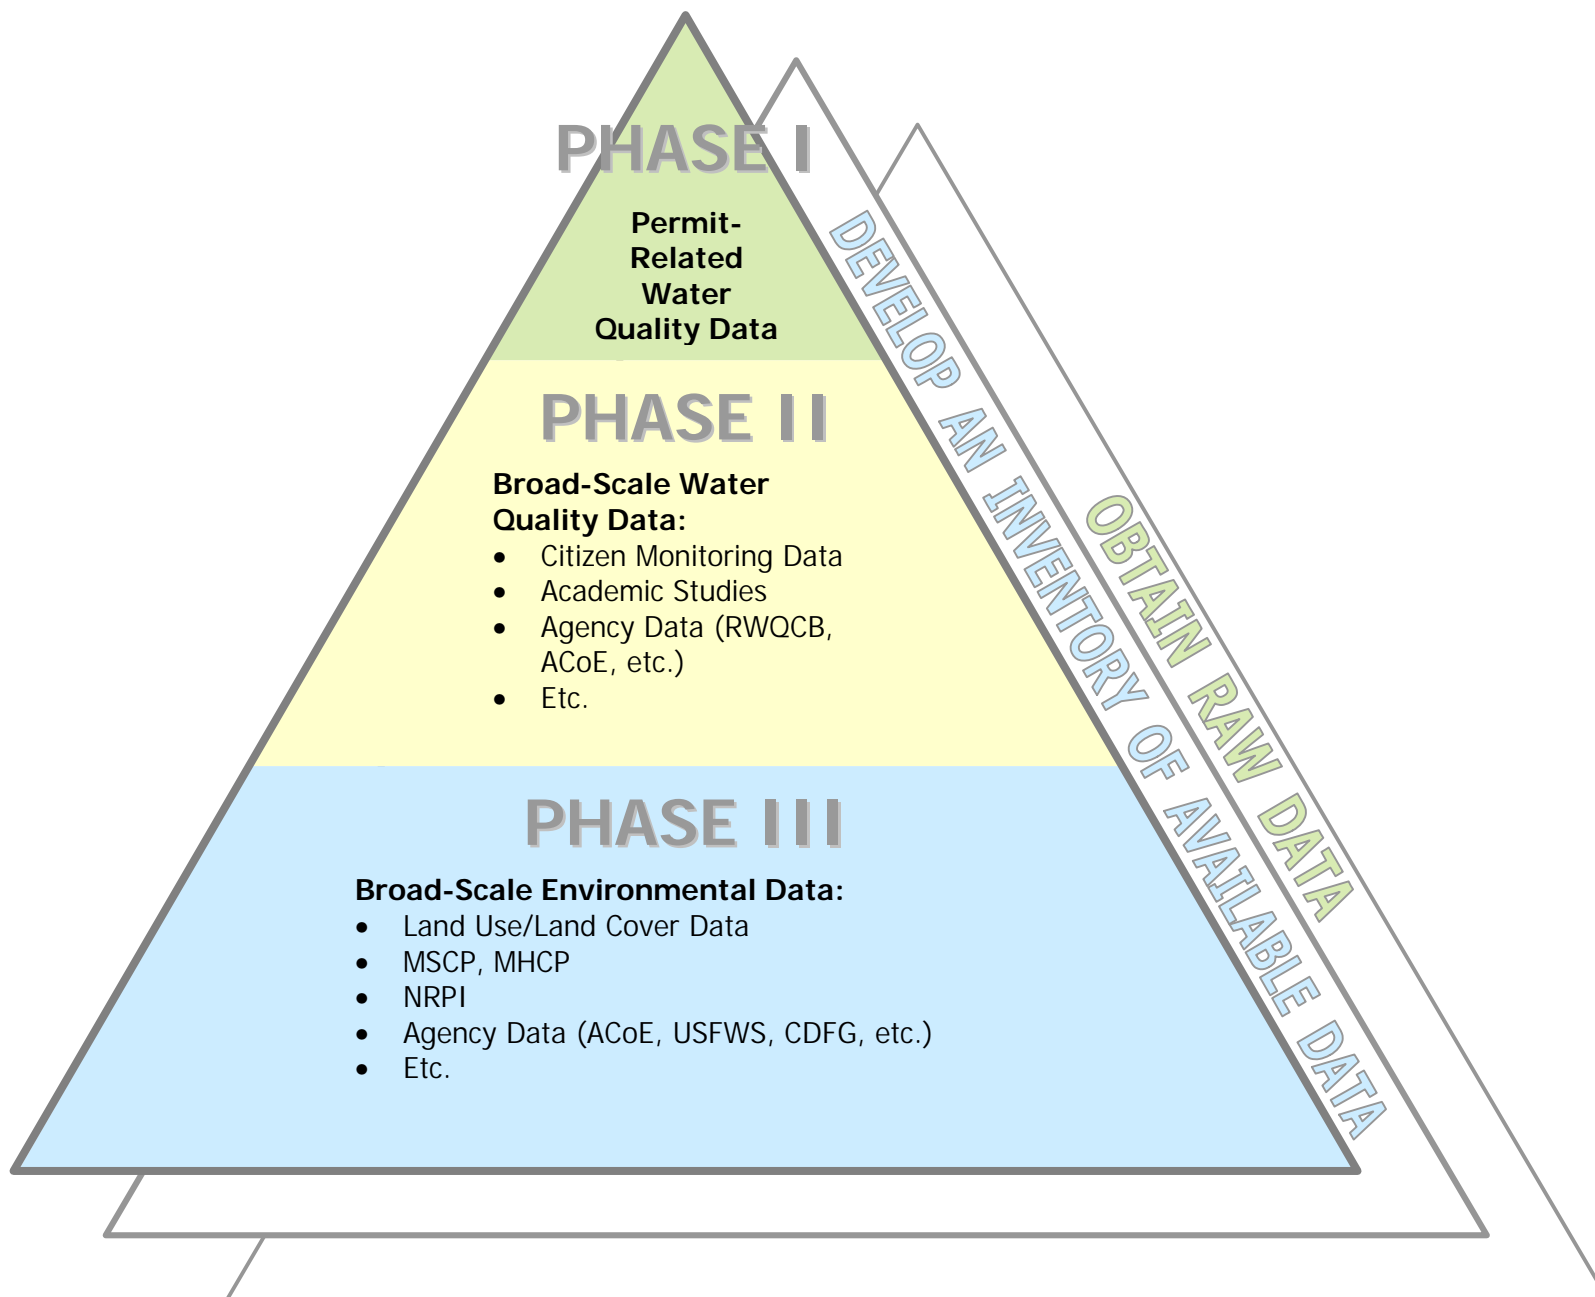 PHASE I
Permit-
Related
Water
Quality Data
PHASE II
Broad-Scale Water
Quality Data:
• Citizen Monitoring Data
• Academic Studies
• Agency Data (RWQCB,
ACoE, etc.)
• Etc.
PHASE III
Broad-Scale Environmental Data:
• Land Use/Land Cover Data
• MSCP, MHCP
• NRPI
• Agency Data (ACoE, USFWS, CDFG, etc.)
• Etc.
DEVELOP AN INVENTORY OF AVAILABLE DATA
OBTAIN RAW DATA